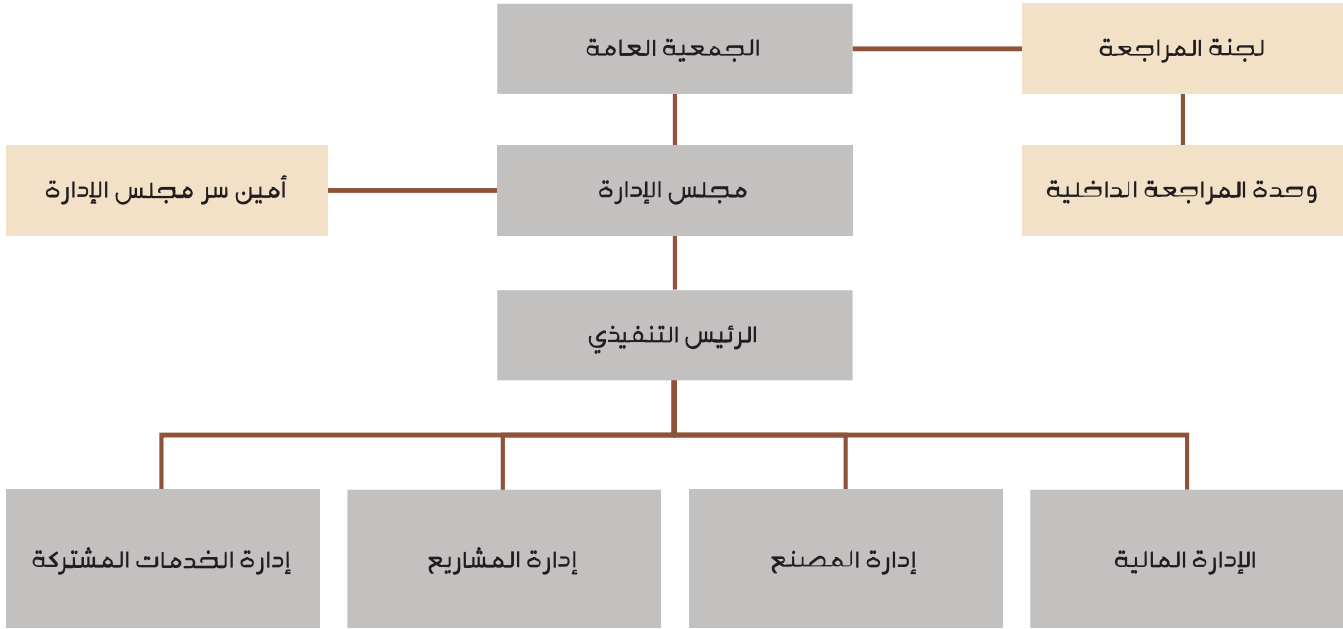 لجنة المراجعة
الجمعية العامة
وحدة المراجعة الداخلية
مجلس الإدارة
أمين سر مجلس الإدارة
الرئيس التنفيذي
الإدارة المالية
إدارة المصنع
إدارة المشاريع
إدارة الخدمات المشتركة